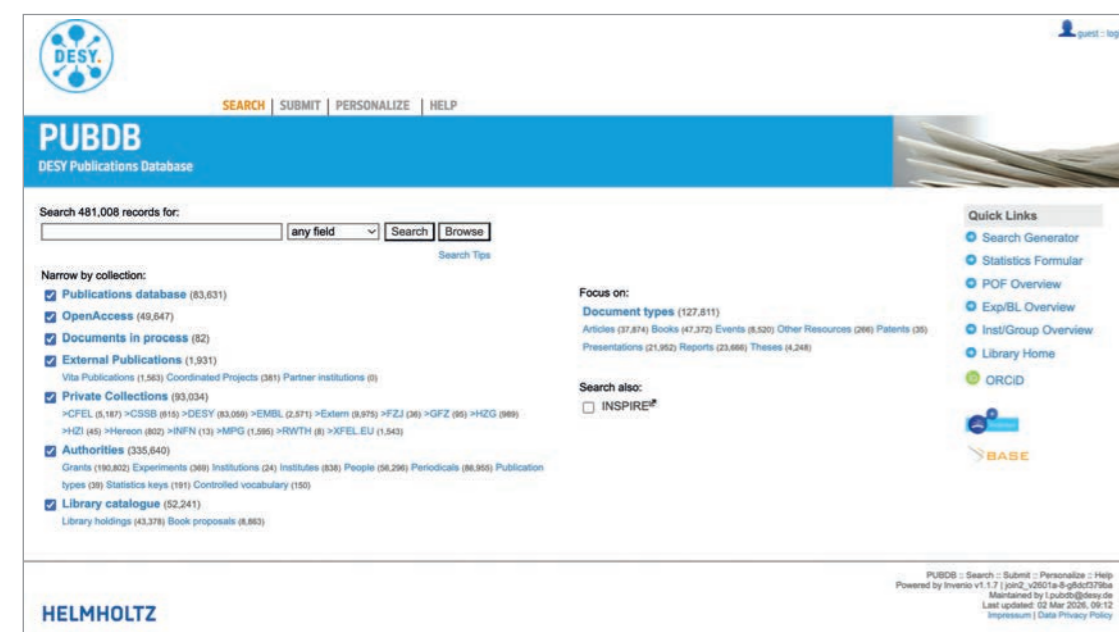 DESY.
guest :: log
SEARCH | SUBMIT | PERSONALIZE | HELP
PUBDB
DESY Publications Database
Search 481,008 records for:
any field Search Browse
Search Tips
Narrow by collection:
Publications database (83,631)
OpenAccess (49,647)
Documents in process (82)
External Publications (1,931)
Vita Publications (1,563) Coordinated Projects (381) Partner institutions (0)
Private Collections (93,034)
>CFEL (5,187) >CSSB (615) >DESY (83,059) >EMBL (2,571) >Extern (9,975) >FZJ (36) >GFZ (95) >HZG (989)
>HZI (45) >Hereon (802) >INFN (13) >MPG (1,595) >RWTH (8) >XFEL.EU (1,543)
Authorities (335,640)
Grants (190,802) Experiments (369) Institutions (24) Institutes (838) People (56,296) Periodicals (86,955) Publication
types (39) Statistics keys (191) Controlled vocabulary (150)
Library catalogue (52,241)
Library holdings (43,378) Book proposals (8,863)
Focus on:
Document types (127,811)
Articles (37,874) Books (47,372) Events (8,520) Other Resources (266) Patents (35)
Presentations (21,952) Reports (23,666) Theses (4,248)
Search also:
INSPIRE
Quick Links
Search Generator
Statistics Formular
POF Overview
Exp/BL Overview
Inst/Group Overview
Library Home
ORCiD
BASE
HELMHOLTZ
PUBDB :: Search :: Submit :: Personalize :: Help
Powered by Invenio v1.1.7 | join2_v2601a-8-g8dcf379ba
Maintained by l.pubdb@desy.de
Last updated: 02 Mar 2026, 09:12
Impressum | Data Privacy Policy